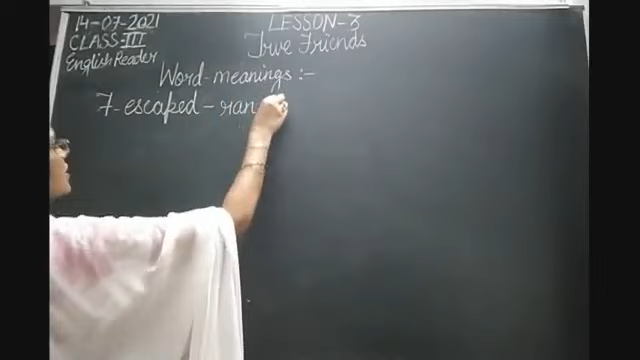 14-07-2021
LESSON-3
CLASS-III
True Friends
English Reader
Word-meanings :-
7-escaped-ran